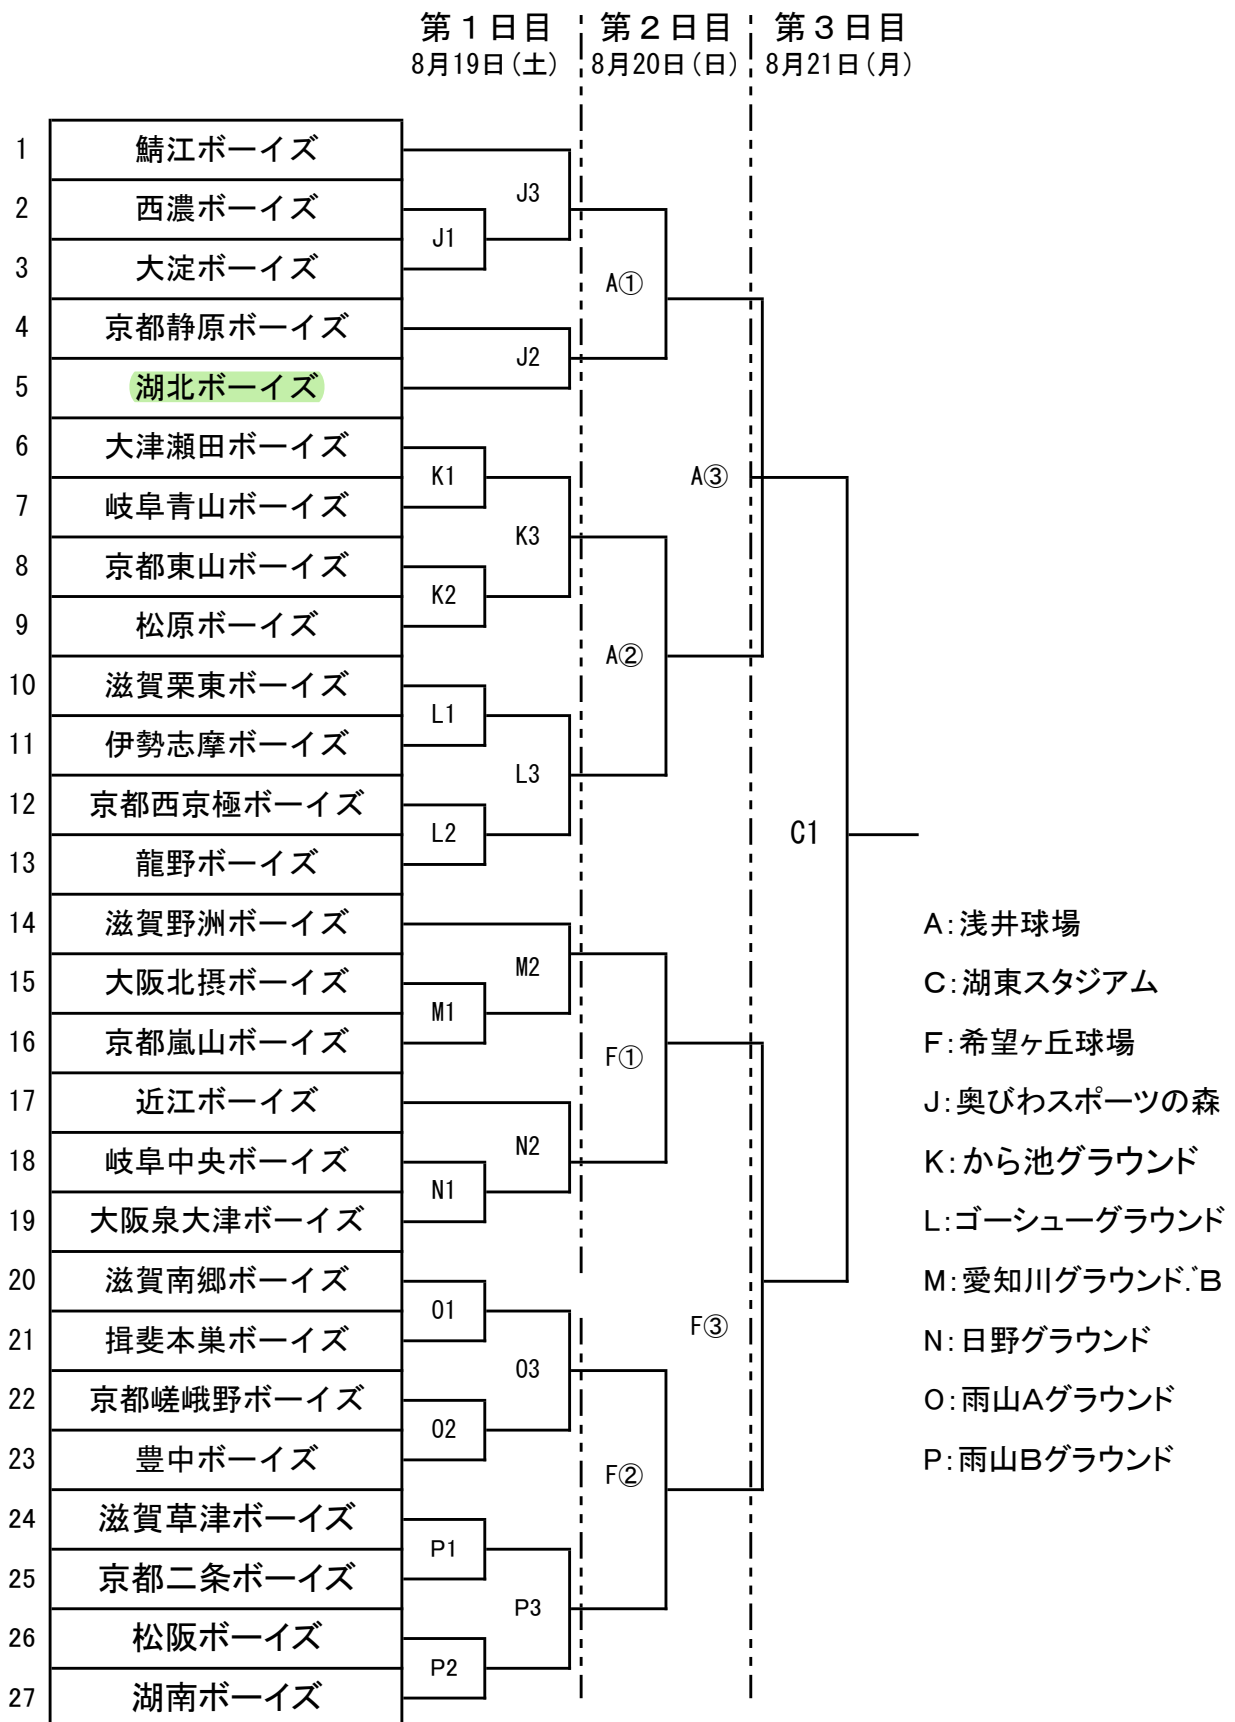 第1日目 第2日目 第3日目
8月19日(土) 8月20日(日) 8月21日(月)
1 鯖江ボーイズ
J3
2 西濃ボーイズ
J1
3 大淀ボーイズ
A①
4 京都静原ボーイズ
J2
5 湖北ボーイズ
6 大津瀬田ボーイズ
K1 A③
7 岐阜青山ボーイズ
K3
8 京都東山ボーイズ
K2
9 松原ボーイズ
A②
10 滋賀栗東ボーイズ
L1
11 伊勢志摩ボーイズ
L3
12 京都西京極ボーイズ
L2 C1
13 龍野ボーイズ
14 滋賀野洲ボーイズ
A:浅井球場
M2
15 大阪北摂ボーイズ
C:湖東スタジアム
M1
16 京都嵐山ボーイズ
F:希望ヶ丘球場
F①
17 近江ボーイズ
J:奥びわスポーツの森
N2
18 岐阜中央ボーイズ
K:から池グラウンド
N1
19 大阪泉大津ボーイズ
L:ゴーシューグラウンド
20 滋賀南郷ボーイズ
M:愛知川グラウンド゙B
O1 F③
21 揖斐本巣ボーイズ
N:日野グラウンド
O3
22 京都嵯峨野ボーイズ
O:雨山Aグラウンド
O2
23 豊中ボーイズ
P:雨山Bグラウンド
F②
24 滋賀草津ボーイズ
P1
25 京都二条ボーイズ
P3
26 松阪ボーイズ
P2
27 湖南ボーイズ